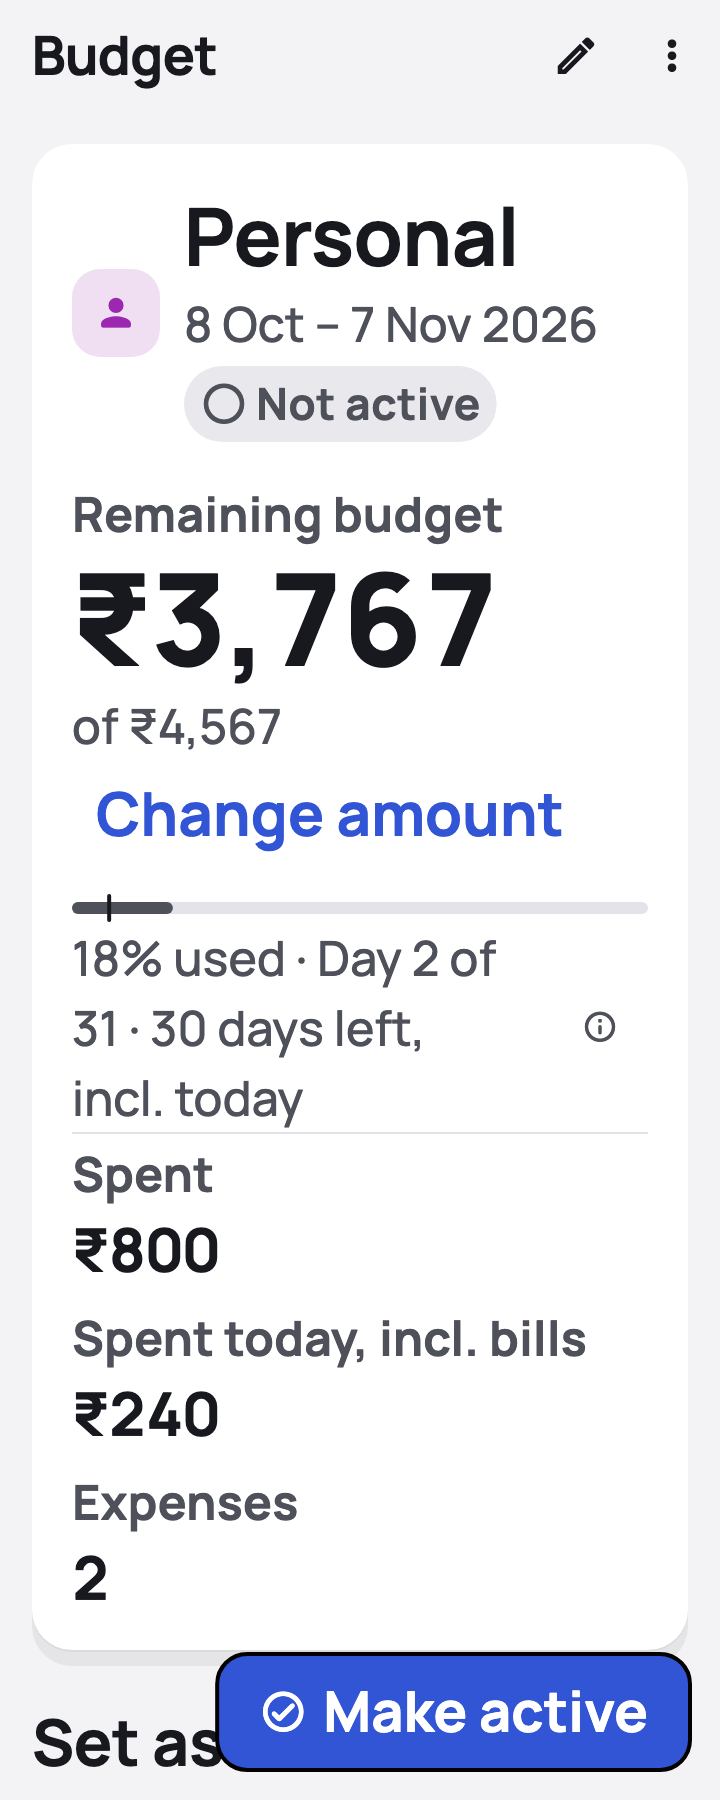 Budget
Personal
8 Oct – 7 Nov 2026
Not active
Remaining budget
₹3,767
of ₹4,567
Change amount
18% used · Day 2 of
31 · 30 days left,
incl. today
Spent
₹800
Spent today, incl. bills
₹240
Expenses
2
Make active
Set as